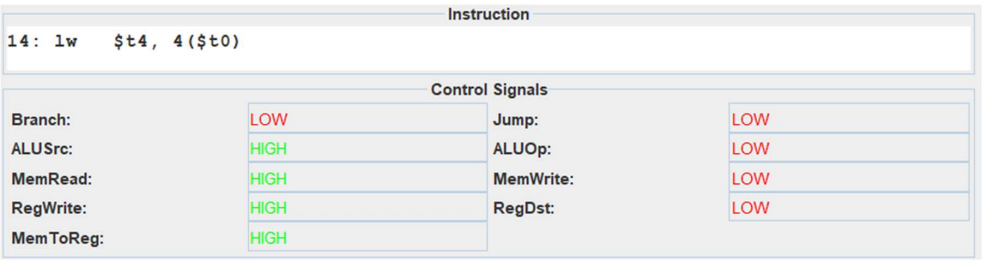 Instruction
14: lw   $t4, 4($t0)
Control Signals
Branch: LOW Jump: LOW
ALUSrc: HIGH ALUOp: LOW
MemRead: HIGH MemWrite: LOW
RegWrite: HIGH RegDst: LOW
MemToReg: HIGH